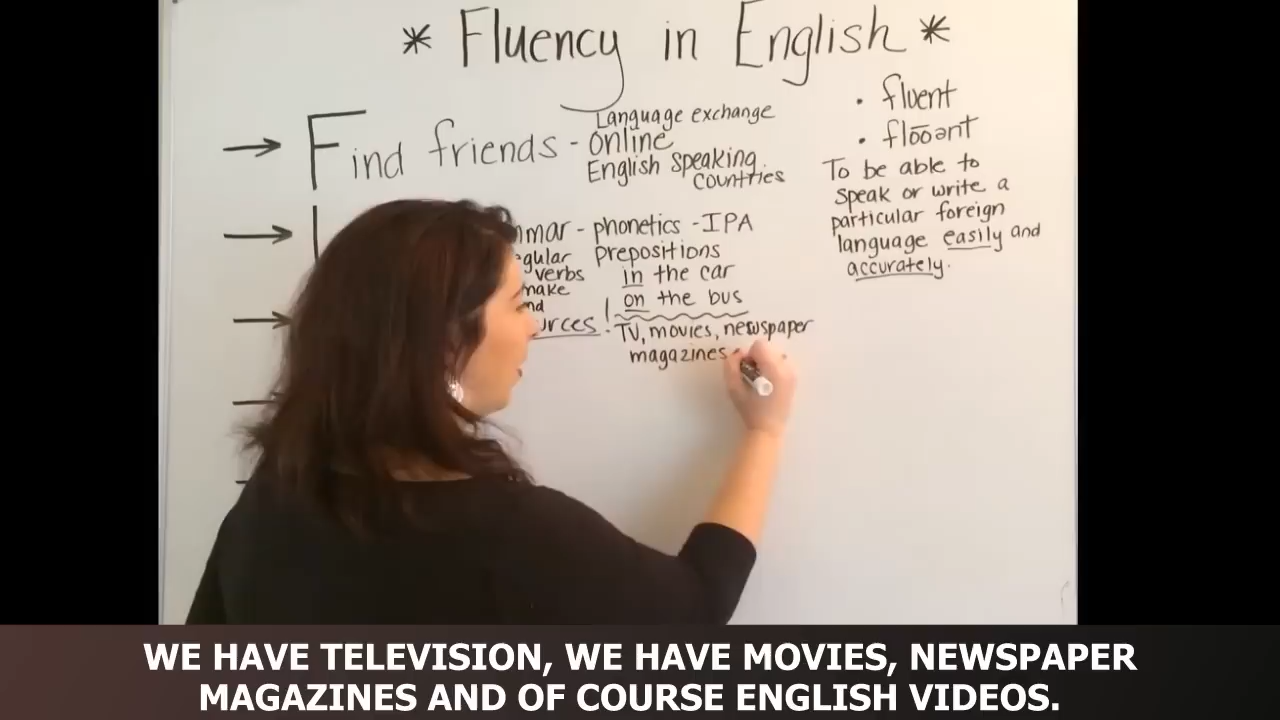 * Fluency in English *
→ Find friends - Language exchange
online
English speaking
countries
• fluent
• flōōənt
To be able to
speak or write a
particular foreign
language easily and
accurately.
- phonetics - IPA
prepositions
verbs
in the car
make
on the bus
! TV, movies, newspaper
magazines
WE HAVE TELEVISION, WE HAVE MOVIES, NEWSPAPER
MAGAZINES AND OF COURSE ENGLISH VIDEOS.